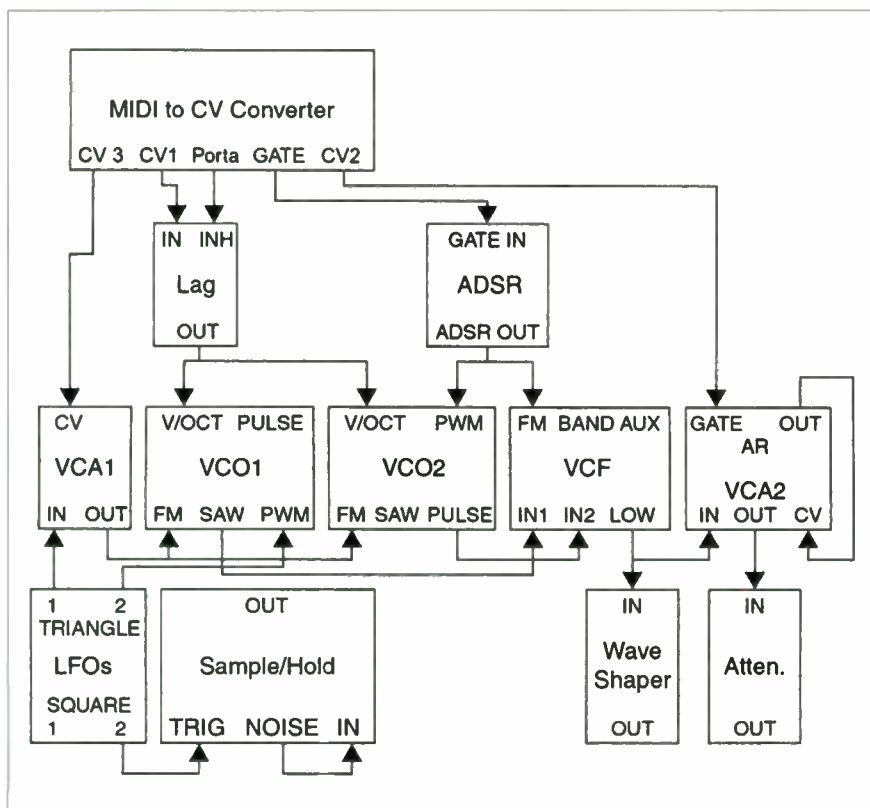 MIDI to CV Converter
CV 3 CV1 Porta GATE CV2
IN INH
Lag
OUT
GATE IN
ADSR
ADSR OUT
CV
VCA1
IN OUT
V/OCT PULSE
VCO1
FM SAW PWM
V/OCT PWM
VCO2
FM SAW PULSE
FM BAND AUX
VCF
IN1 IN2 LOW
GATE OUT
AR
VCA2
IN OUT CV
1 2
TRIANGLE
LFOs
SQUARE
1 2
OUT
Sample/Hold
TRIG NOISE IN
IN
Wave
Shaper
OUT
IN
Atten.
OUT